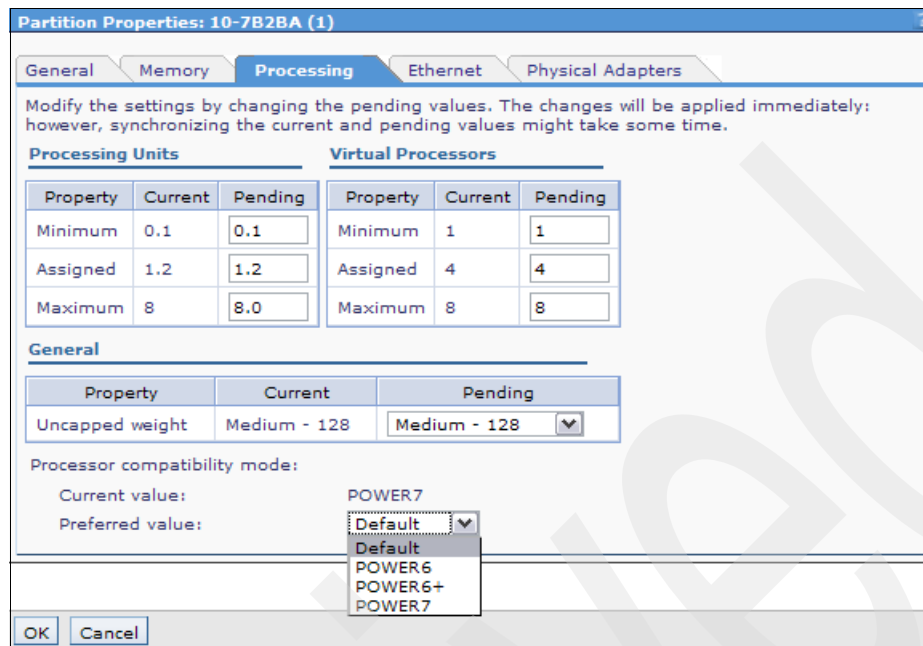 Partition Properties: 10-7B2BA (1)
General Memory Processing Ethernet Physical Adapters
Modify the settings by changing the pending values. The changes will be applied immediately:
however, synchronizing the current and pending values might take some time.
Processing Units Virtual Processors
Property Current Pending Property Current Pending
Minimum 0.1 0.1 Minimum 1 1
Assigned 1.2 1.2 Assigned 4 4
Maximum 8 8.0 Maximum 8 8
General
Property Current Pending
Uncapped weight Medium - 128 Medium - 128
Processor compatibility mode:
Current value: POWER7
Preferred value: Default
Default
POWER6
POWER6+
POWER7
OK Cancel